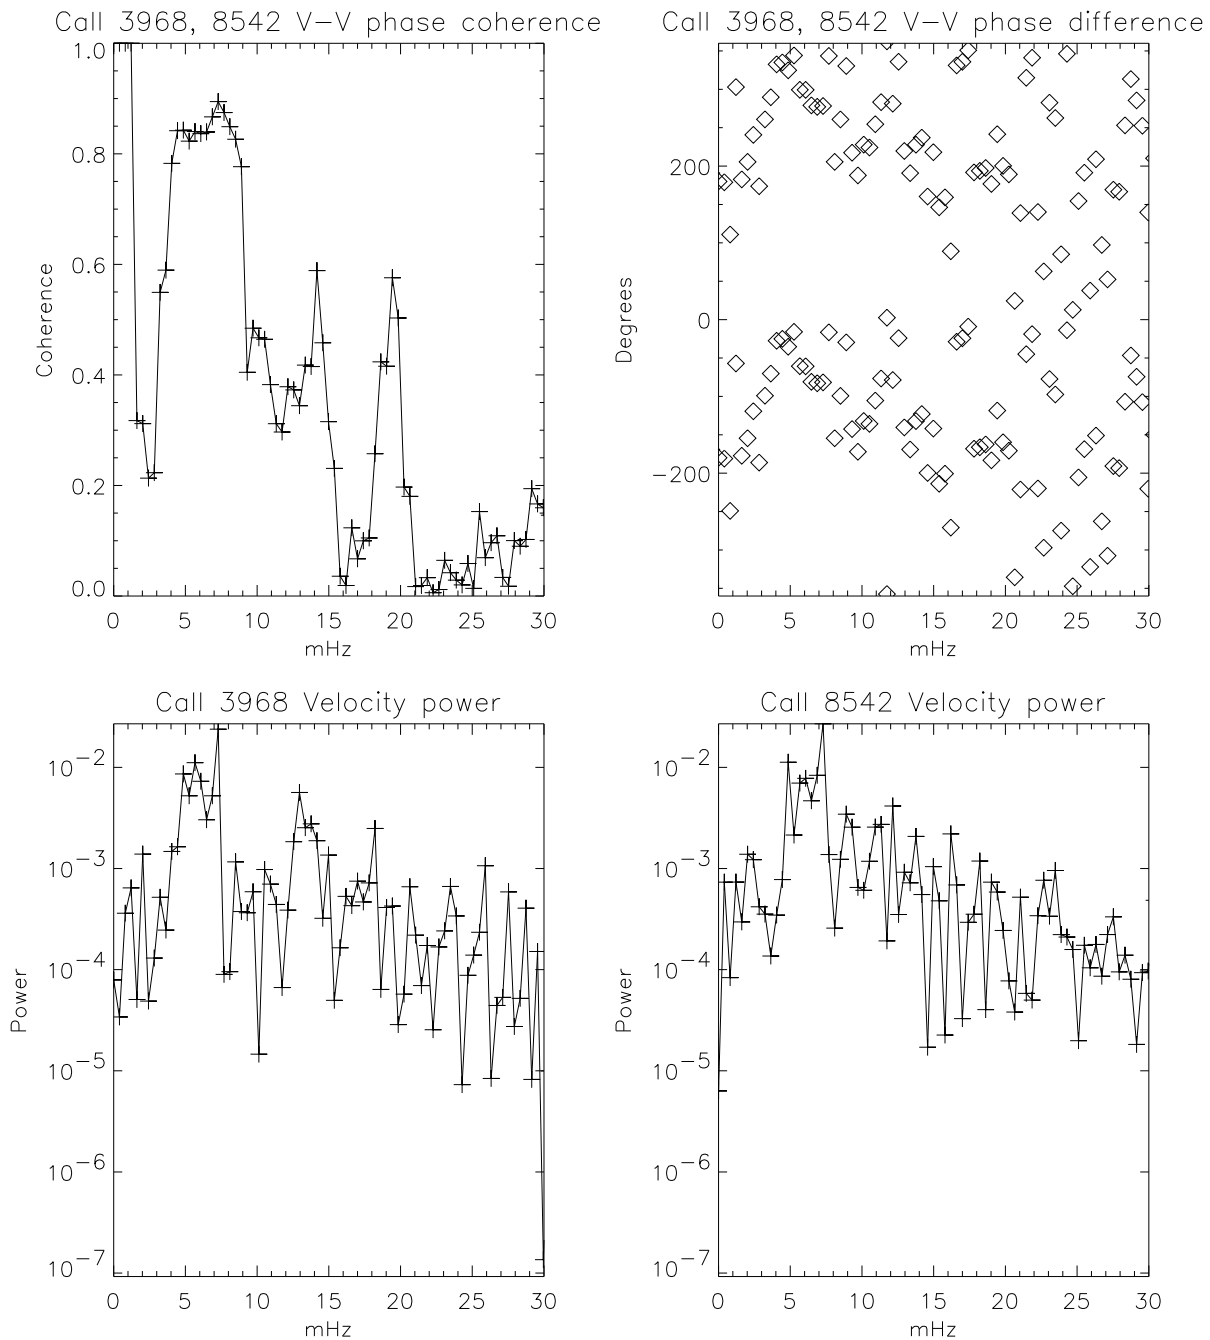 CaII 3968, 8542 V−V phase coherence
1.0
0.8
0.6
0.4
0.2
0.0
Coherence
0 5 10 15 20 25 30
mHz
CaII 3968, 8542 V−V phase difference
200
0
−200
Degrees
0 5 10 15 20 25 30
mHz
CaII 3968 Velocity power
10−2
10−3
10−4
10−5
10−6
10−7
Power
0 5 10 15 20 25 30
mHz
CaII 8542 Velocity power
10−2
10−3
10−4
10−5
10−6
10−7
Power
0 5 10 15 20 25 30
mHz